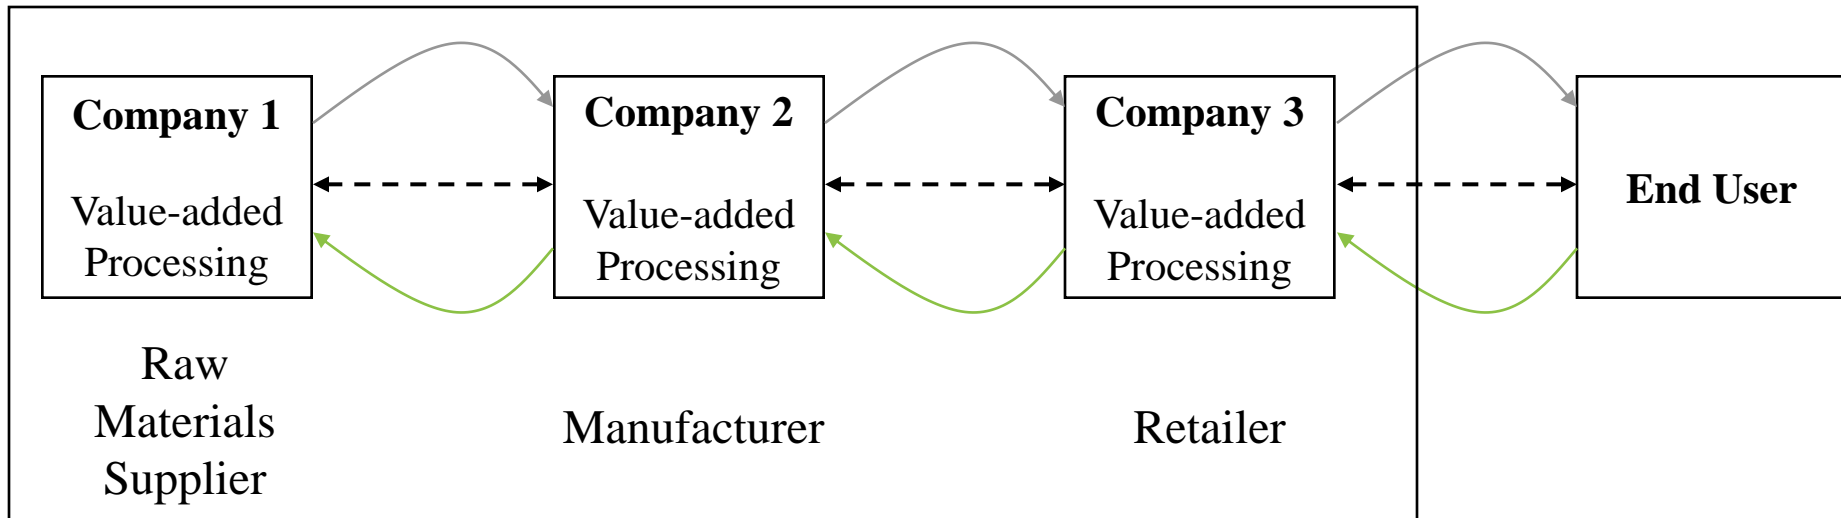 Company 1
Value-added
Processing
Company 2
Value-added
Processing
Company 3
Value-added
Processing
End User
Raw
Materials
Supplier
Manufacturer
Retailer